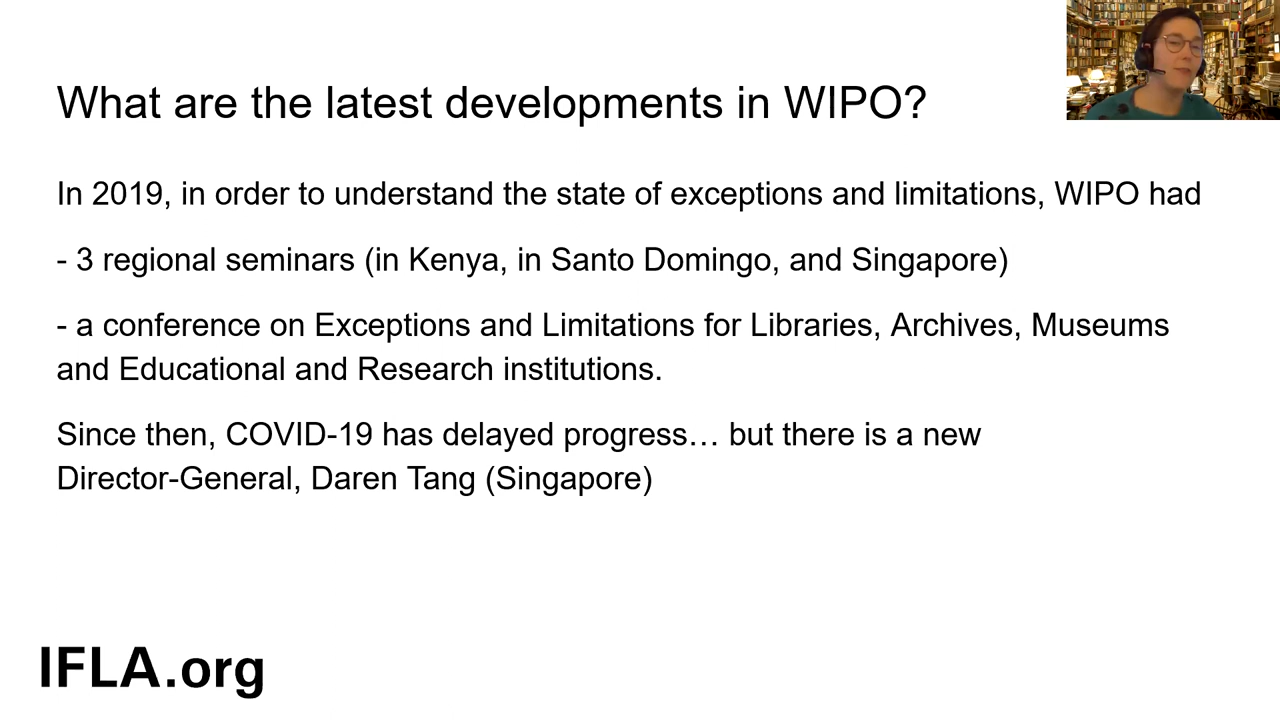 What are the latest developments in WIPO?
In 2019, in order to understand the state of exceptions and limitations, WIPO had
- 3 regional seminars (in Kenya, in Santo Domingo, and Singapore)
- a conference on Exceptions and Limitations for Libraries, Archives, Museums
and Educational and Research institutions.
Since then, COVID-19 has delayed progress… but there is a new
Director-General, Daren Tang (Singapore)
IFLA.org